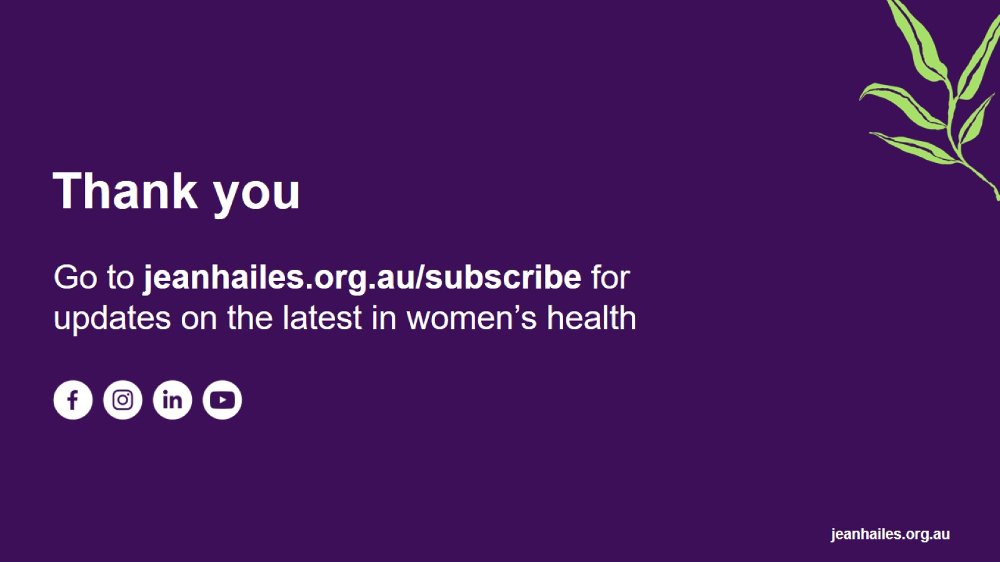 Thank you
Go to jeanhailes.org.au/subscribe for
updates on the latest in women’s health
jeanhailes.org.au